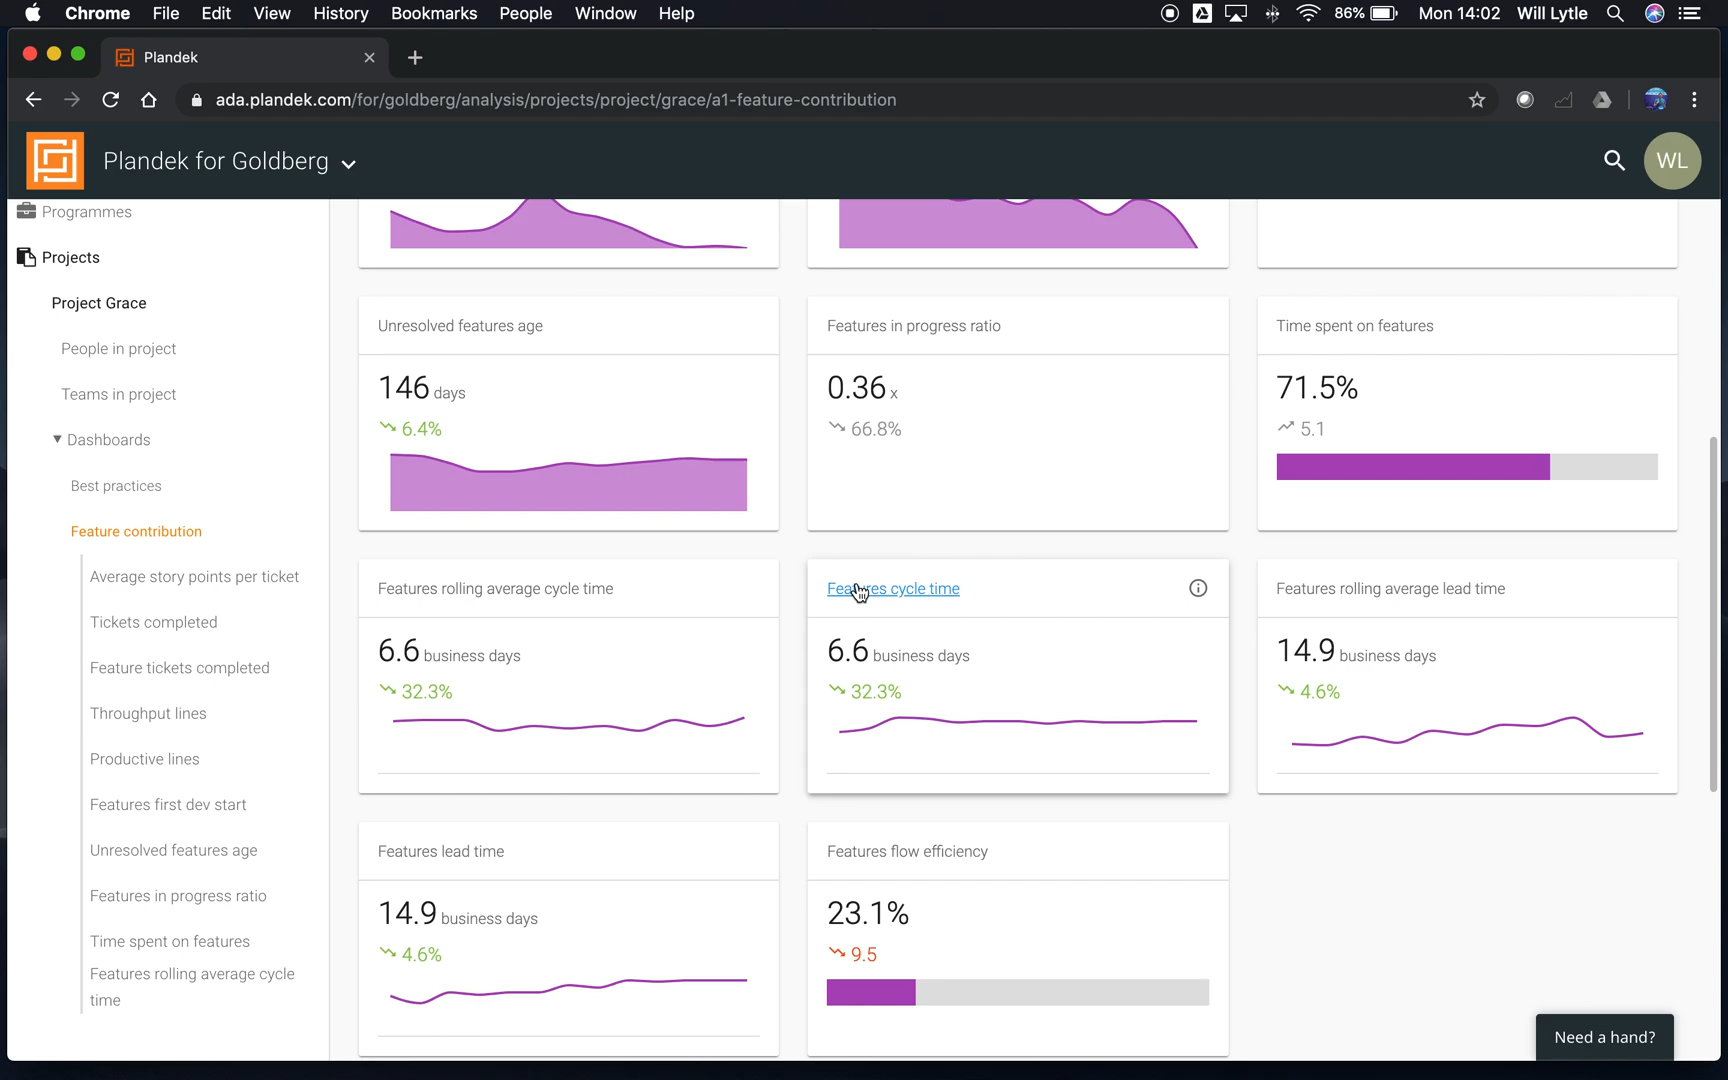 Chrome File Edit View History Bookmarks People Window Help 86% Mon 14:02 Will Lytle
Plandek
ada.plandek.com/for/goldberg/analysis/projects/project/grace/a1-feature-contribution
Plandek for Goldberg WL
Programmes
Projects
Project Grace
People in project
Teams in project
Dashboards
Best practices
Feature contribution
Average story points per ticket
Tickets completed
Feature tickets completed
Throughput lines
Productive lines
Features first dev start
Unresolved features age
Features in progress ratio
Time spent on features
Features rolling average cycle
time
Unresolved features age
146 days
6.4%
Features in progress ratio
0.36 x
66.8%
Time spent on features
71.5%
5.1
Features rolling average cycle time
6.6 business days
32.3%
Features cycle time
6.6 business days
32.3%
Features rolling average lead time
14.9 business days
4.6%
Features lead time
14.9 business days
4.6%
Features flow efficiency
23.1%
9.5
Need a hand?